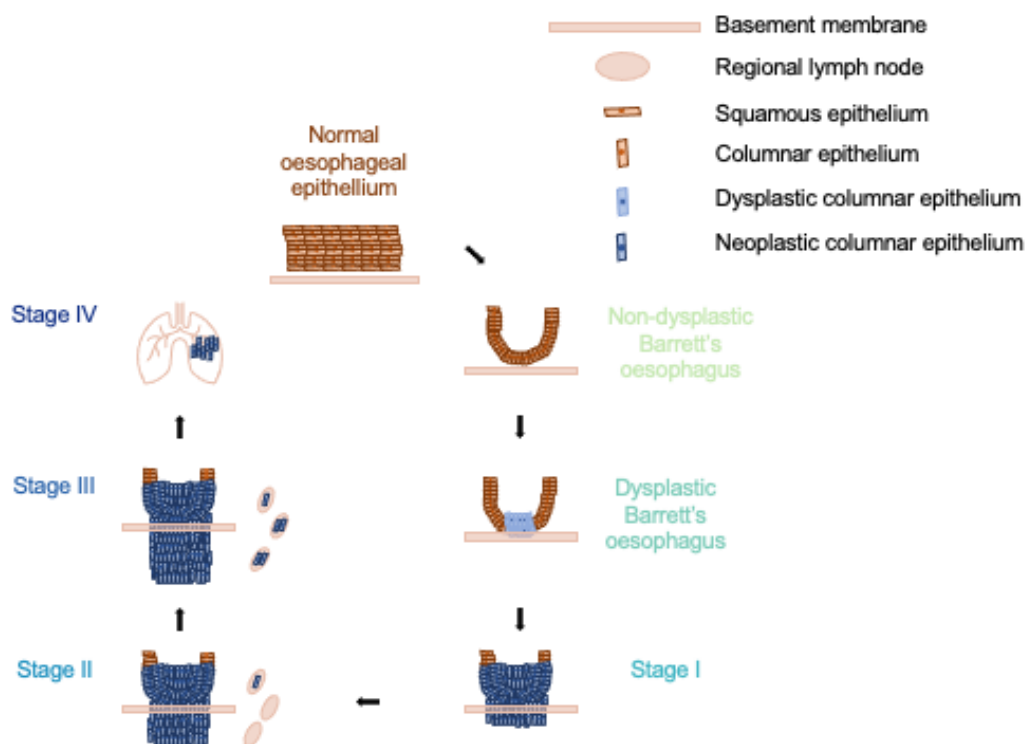 Basement membrane
Regional lymph node
Squamous epithelium
Columnar epithelium
Dysplastic columnar epithelium
Neoplastic columnar epithelium
Normal
oesophageal
epithellium
Stage IV
Non-dysplastic
Barrett's
oesophagus
Stage III
Dysplastic
Barrett's
oesophagus
Stage II
Stage I